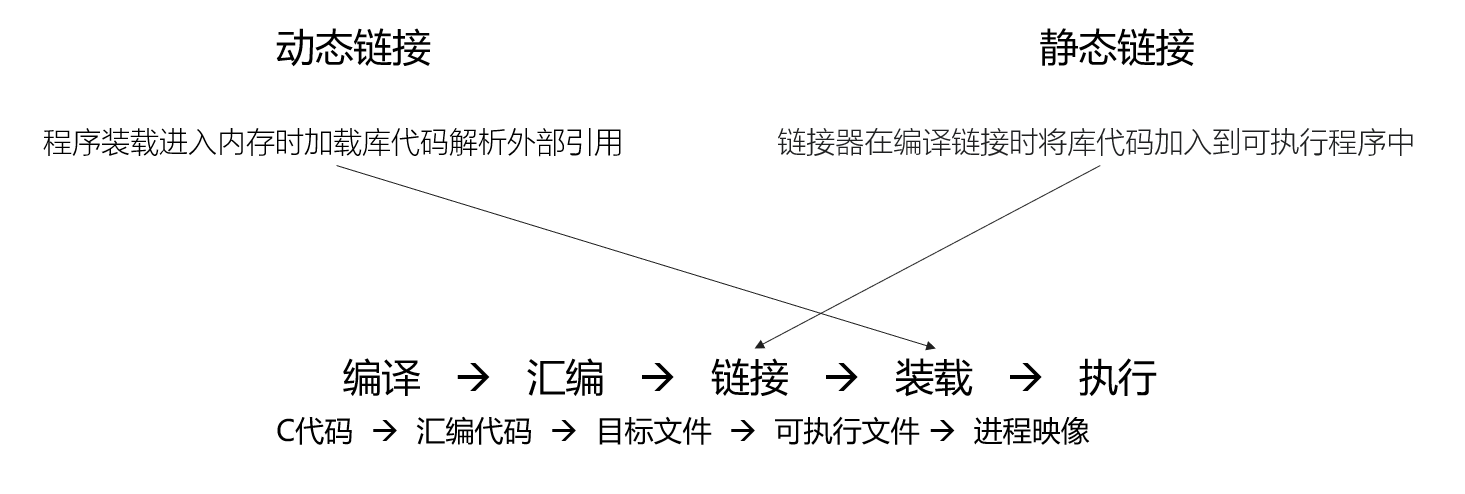 动态链接
静态链接
程序装载进入内存时加载库代码解析外部引用
链接器在编译链接时将库代码加入到可执行程序中
编译 → 汇编 → 链接 → 装载 → 执行
C代码 → 汇编代码 → 目标文件 → 可执行文件 → 进程映像